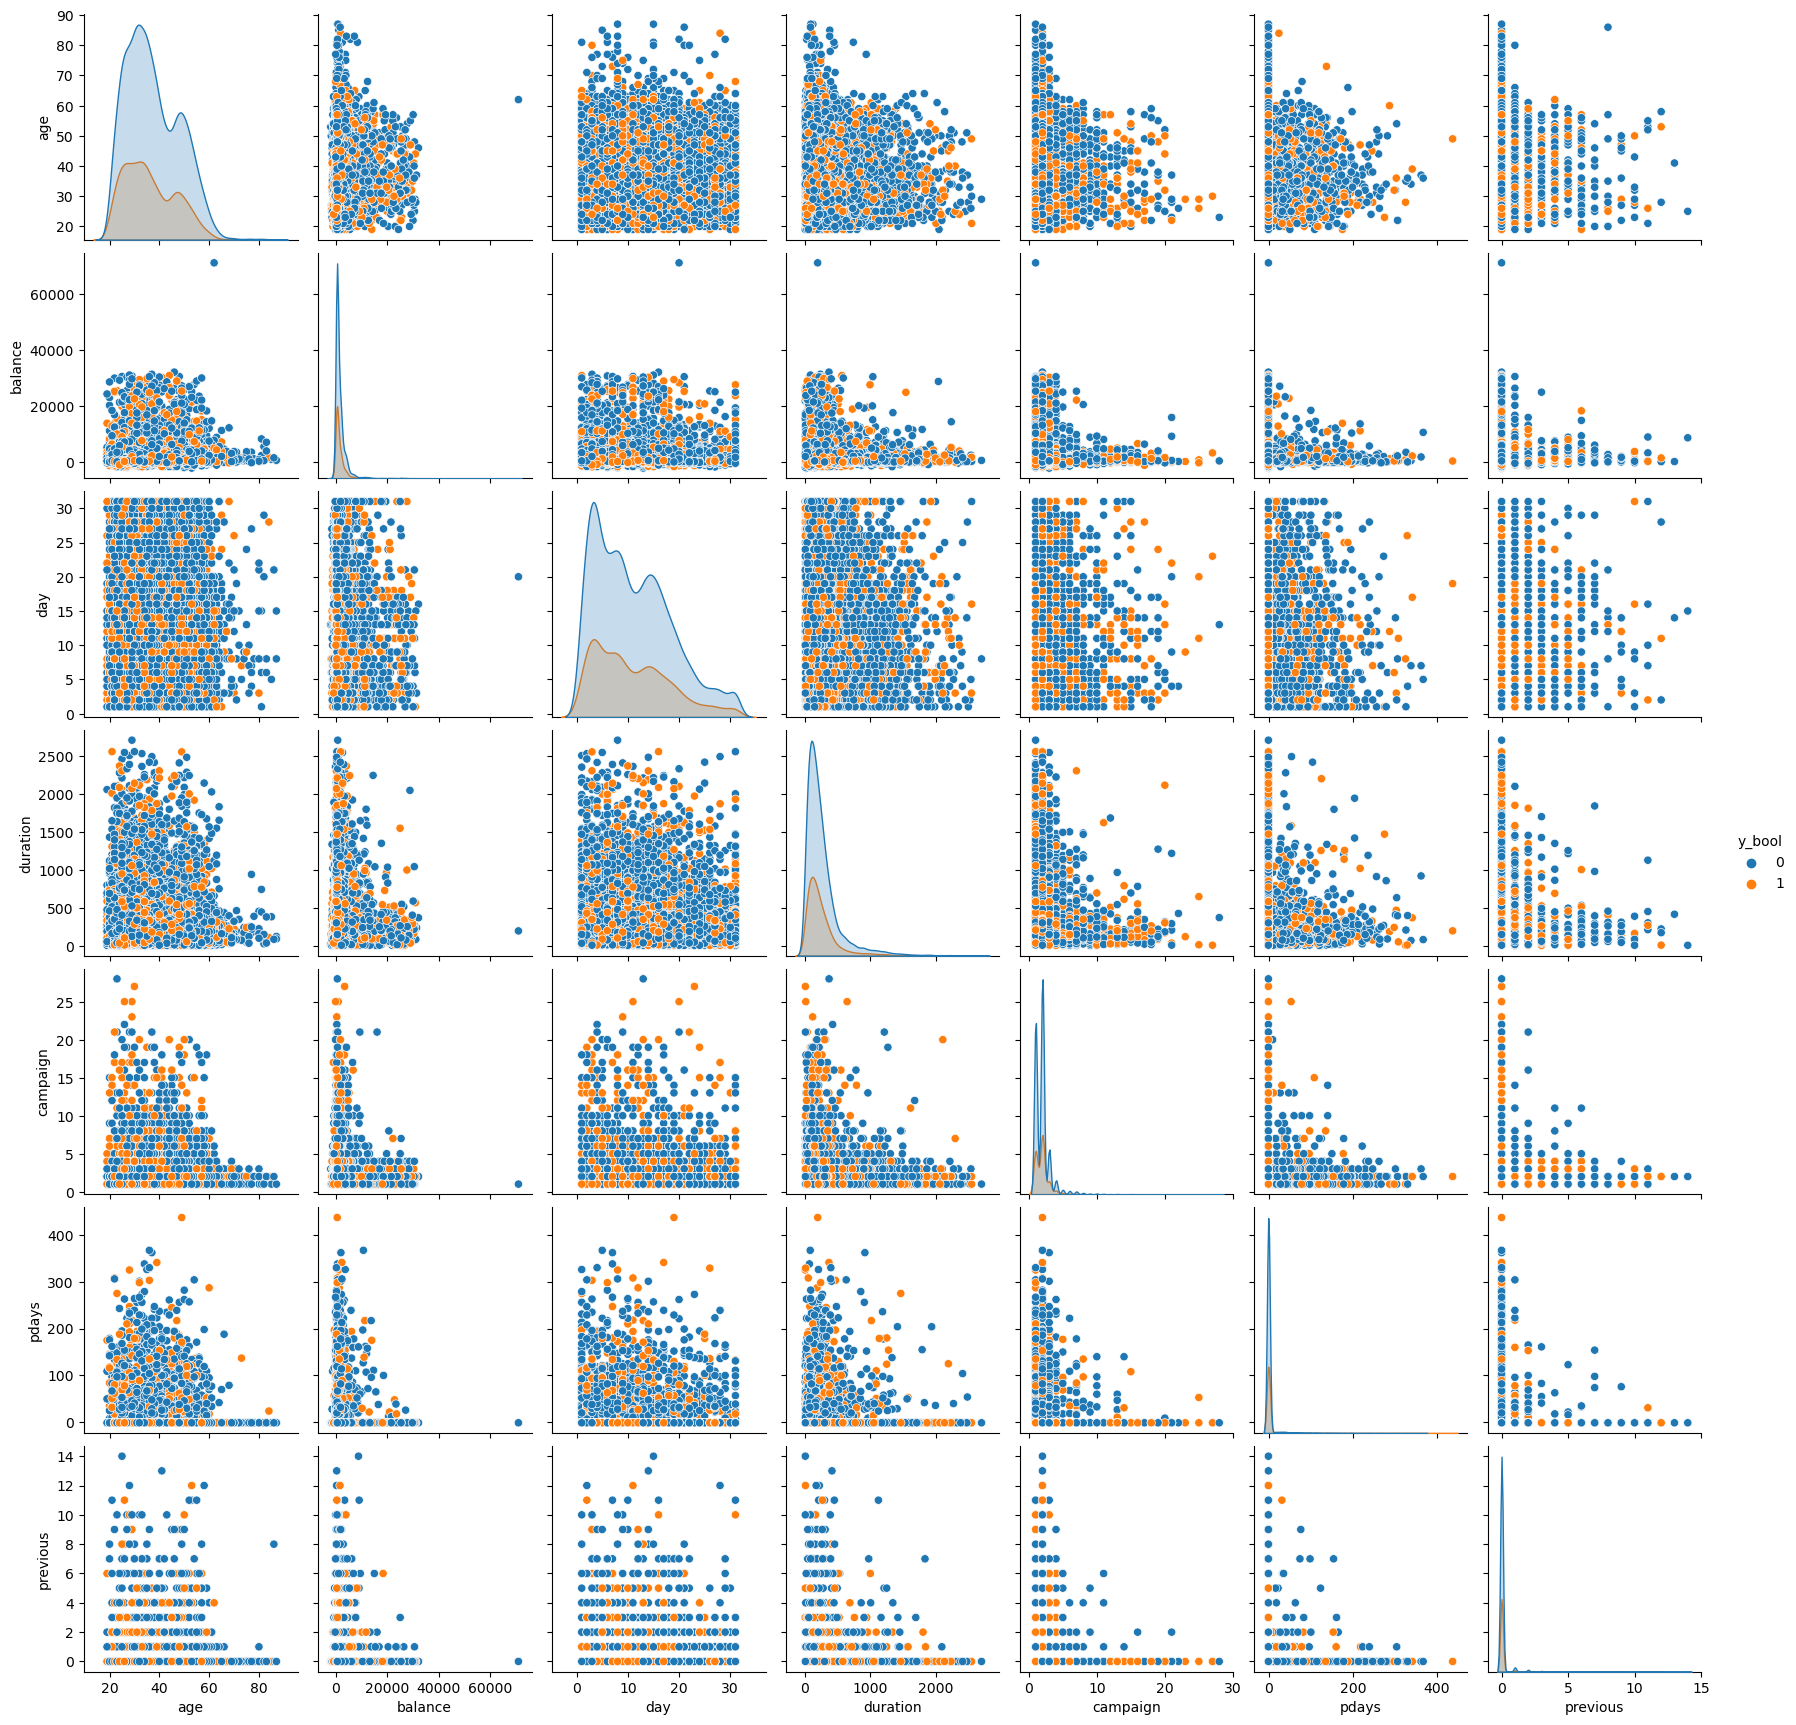 90
80
70
60
50
40
30
20
age
60000
40000
20000
0
balance
30
25
20
15
10
5
0
day
2500
2000
1500
1000
500
0
duration
y_bool
0
1
25
20
15
10
5
0
campaign
400
300
200
100
0
pdays
14
12
10
8
6
4
2
0
previous
20 40 60 80
0 20000 40000 60000
0 10 20 30
0 1000 2000
0 10 20 30
0 200 400
0 5 10 15
age balance day duration campaign pdays previous